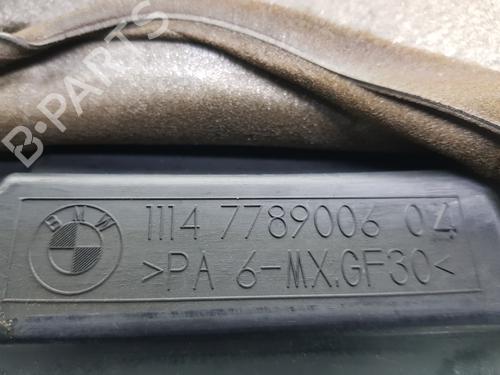 B-PARTS
BMW
1114 7789006 04
>PA 6-MX.GF30<